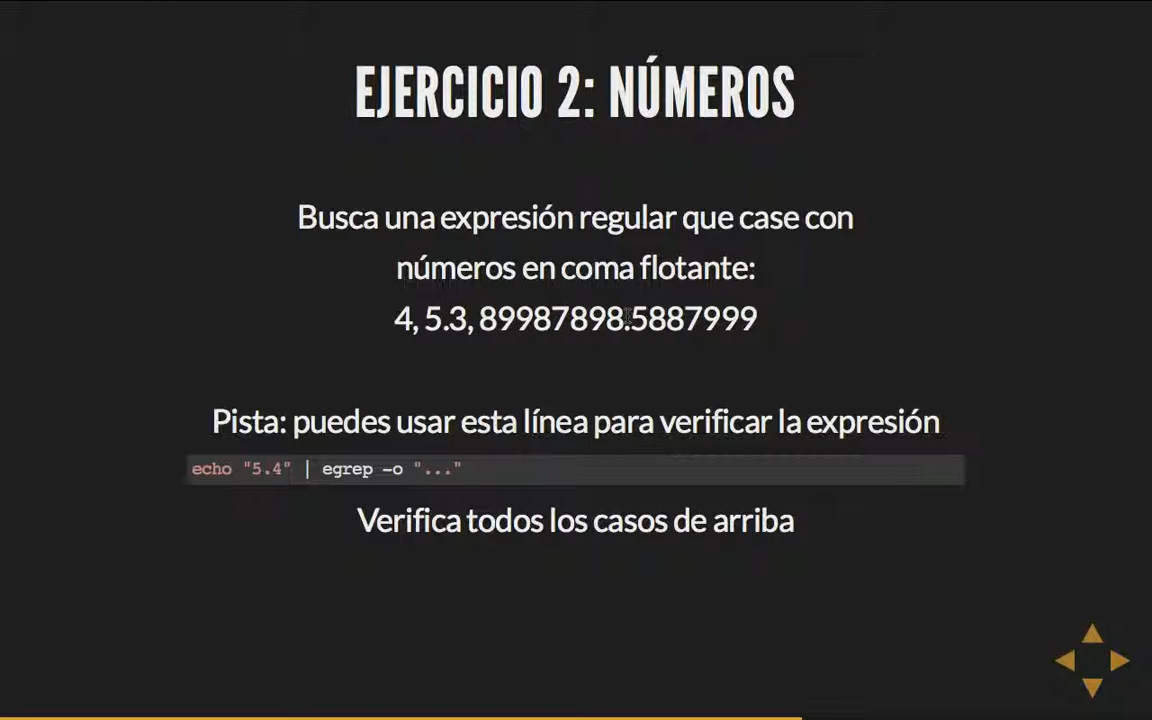 EJERCICIO 2: NÚMEROS
Busca una expresión regular que case con
números en coma flotante:
4, 5.3, 89987898.5887999
Pista: puedes usar esta línea para verificar la expresión
echo "5.4" | egrep -o "..."
Verifica todos los casos de arriba